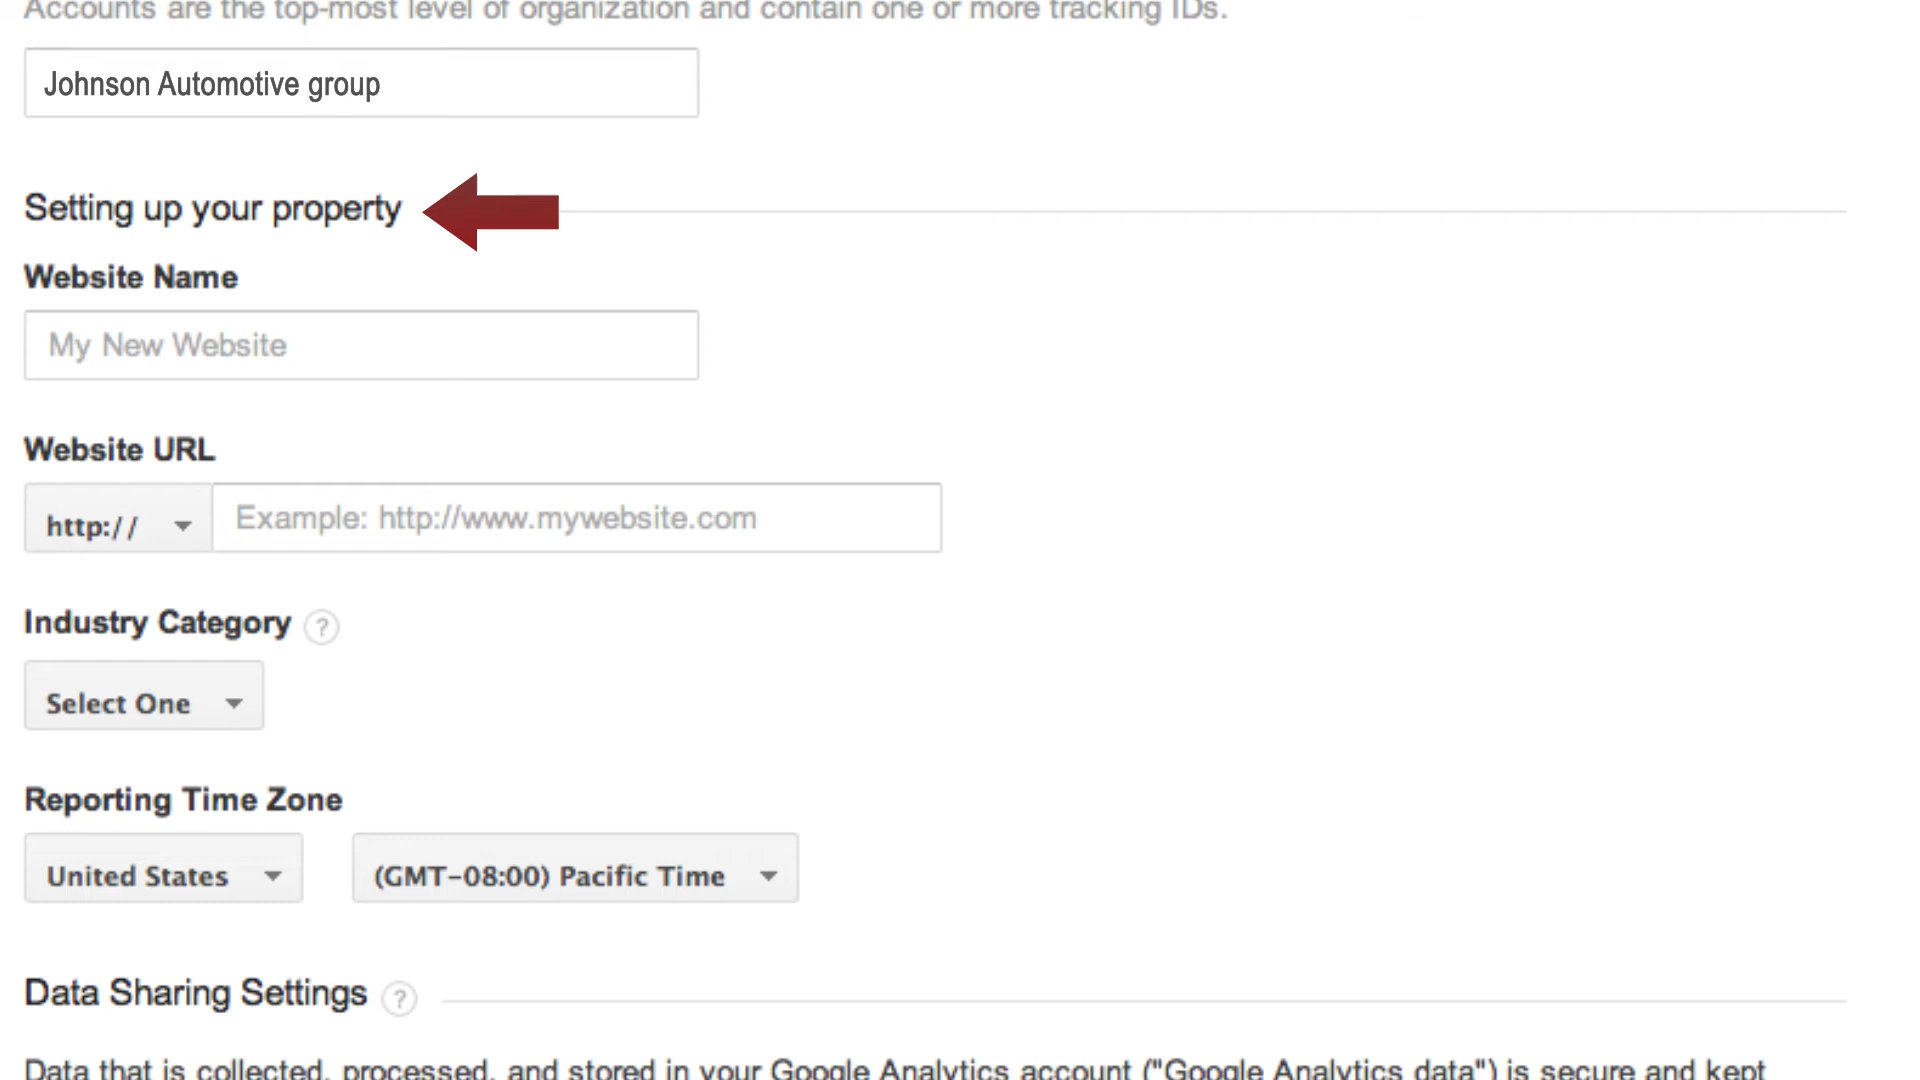 Accounts are the top-most level of organization and contain one or more tracking IDs.
Johnson Automotive group
Setting up your property
Website Name
My New Website
Website URL
http:// Example: http://www.mywebsite.com
Industry Category ?
Select One
Reporting Time Zone
United States (GMT-08:00) Pacific Time
Data Sharing Settings ?
Data that is collected, processed, and stored in your Google Analytics account ("Google Analytics data") is secure and kept